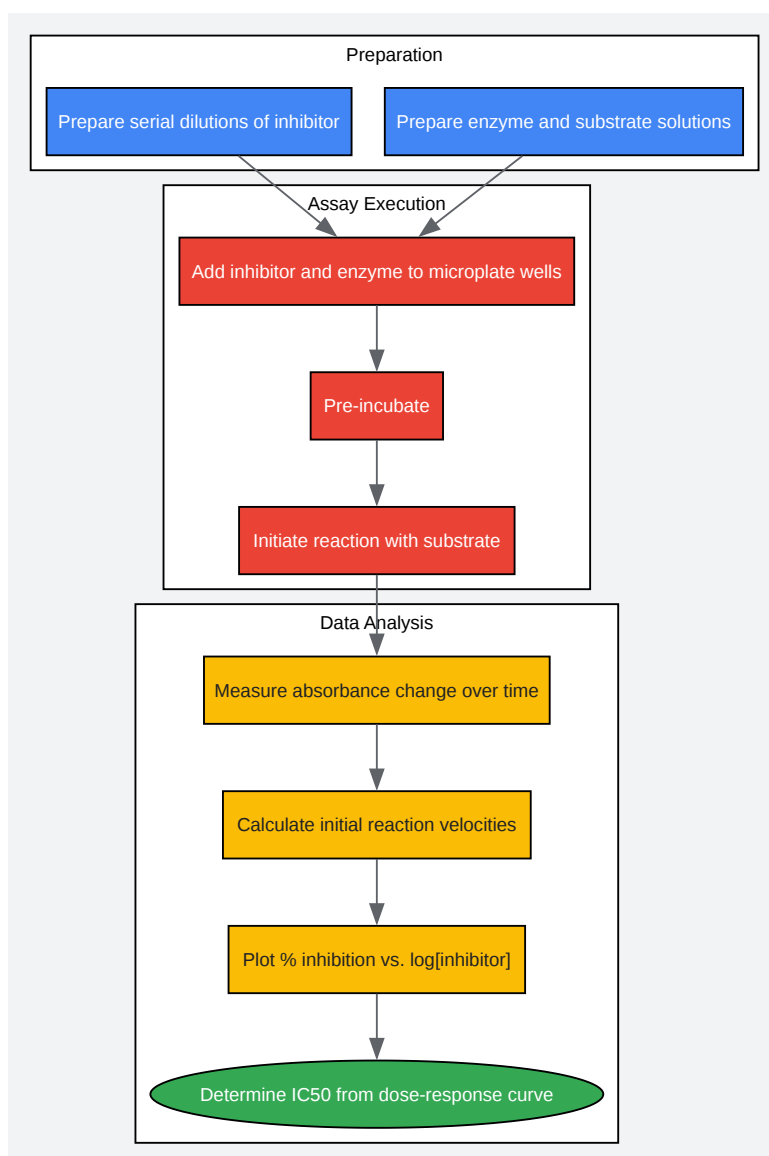 Preparation
Prepare serial dilutions of inhibitor
Prepare enzyme and substrate solutions
Assay Execution
Add inhibitor and enzyme to microplate wells
Pre-incubate
Initiate reaction with substrate
Data Analysis
Measure absorbance change over time
Calculate initial reaction velocities
Plot % inhibition vs. log[inhibitor]
Determine IC50 from dose-response curve